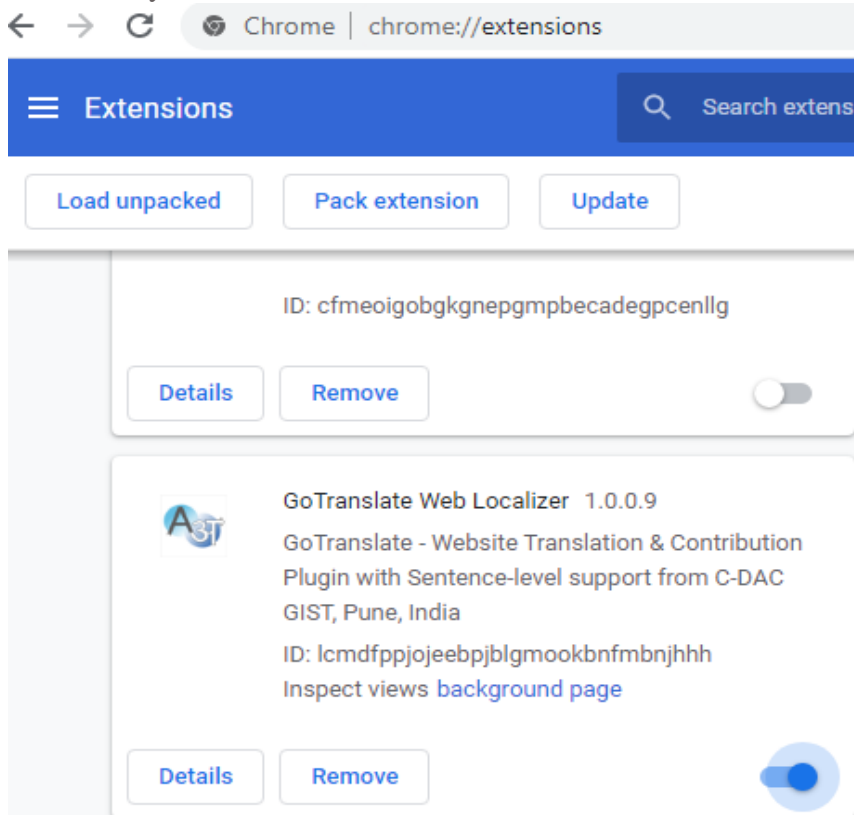 Chrome | chrome://extensions
Extensions
Search extens
Load unpacked
Pack extension
Update
ID: cfmeoigobgkgnepgmpbecadegpcenllg
Details
Remove
A अ
GoTranslate Web Localizer 1.0.0.9
GoTranslate - Website Translation & Contribution
Plugin with Sentence-level support from C-DAC
GIST, Pune, India
ID: lcmdfppjojeebpjblgmookbnfmbnjhhh
Inspect views background page
Details
Remove